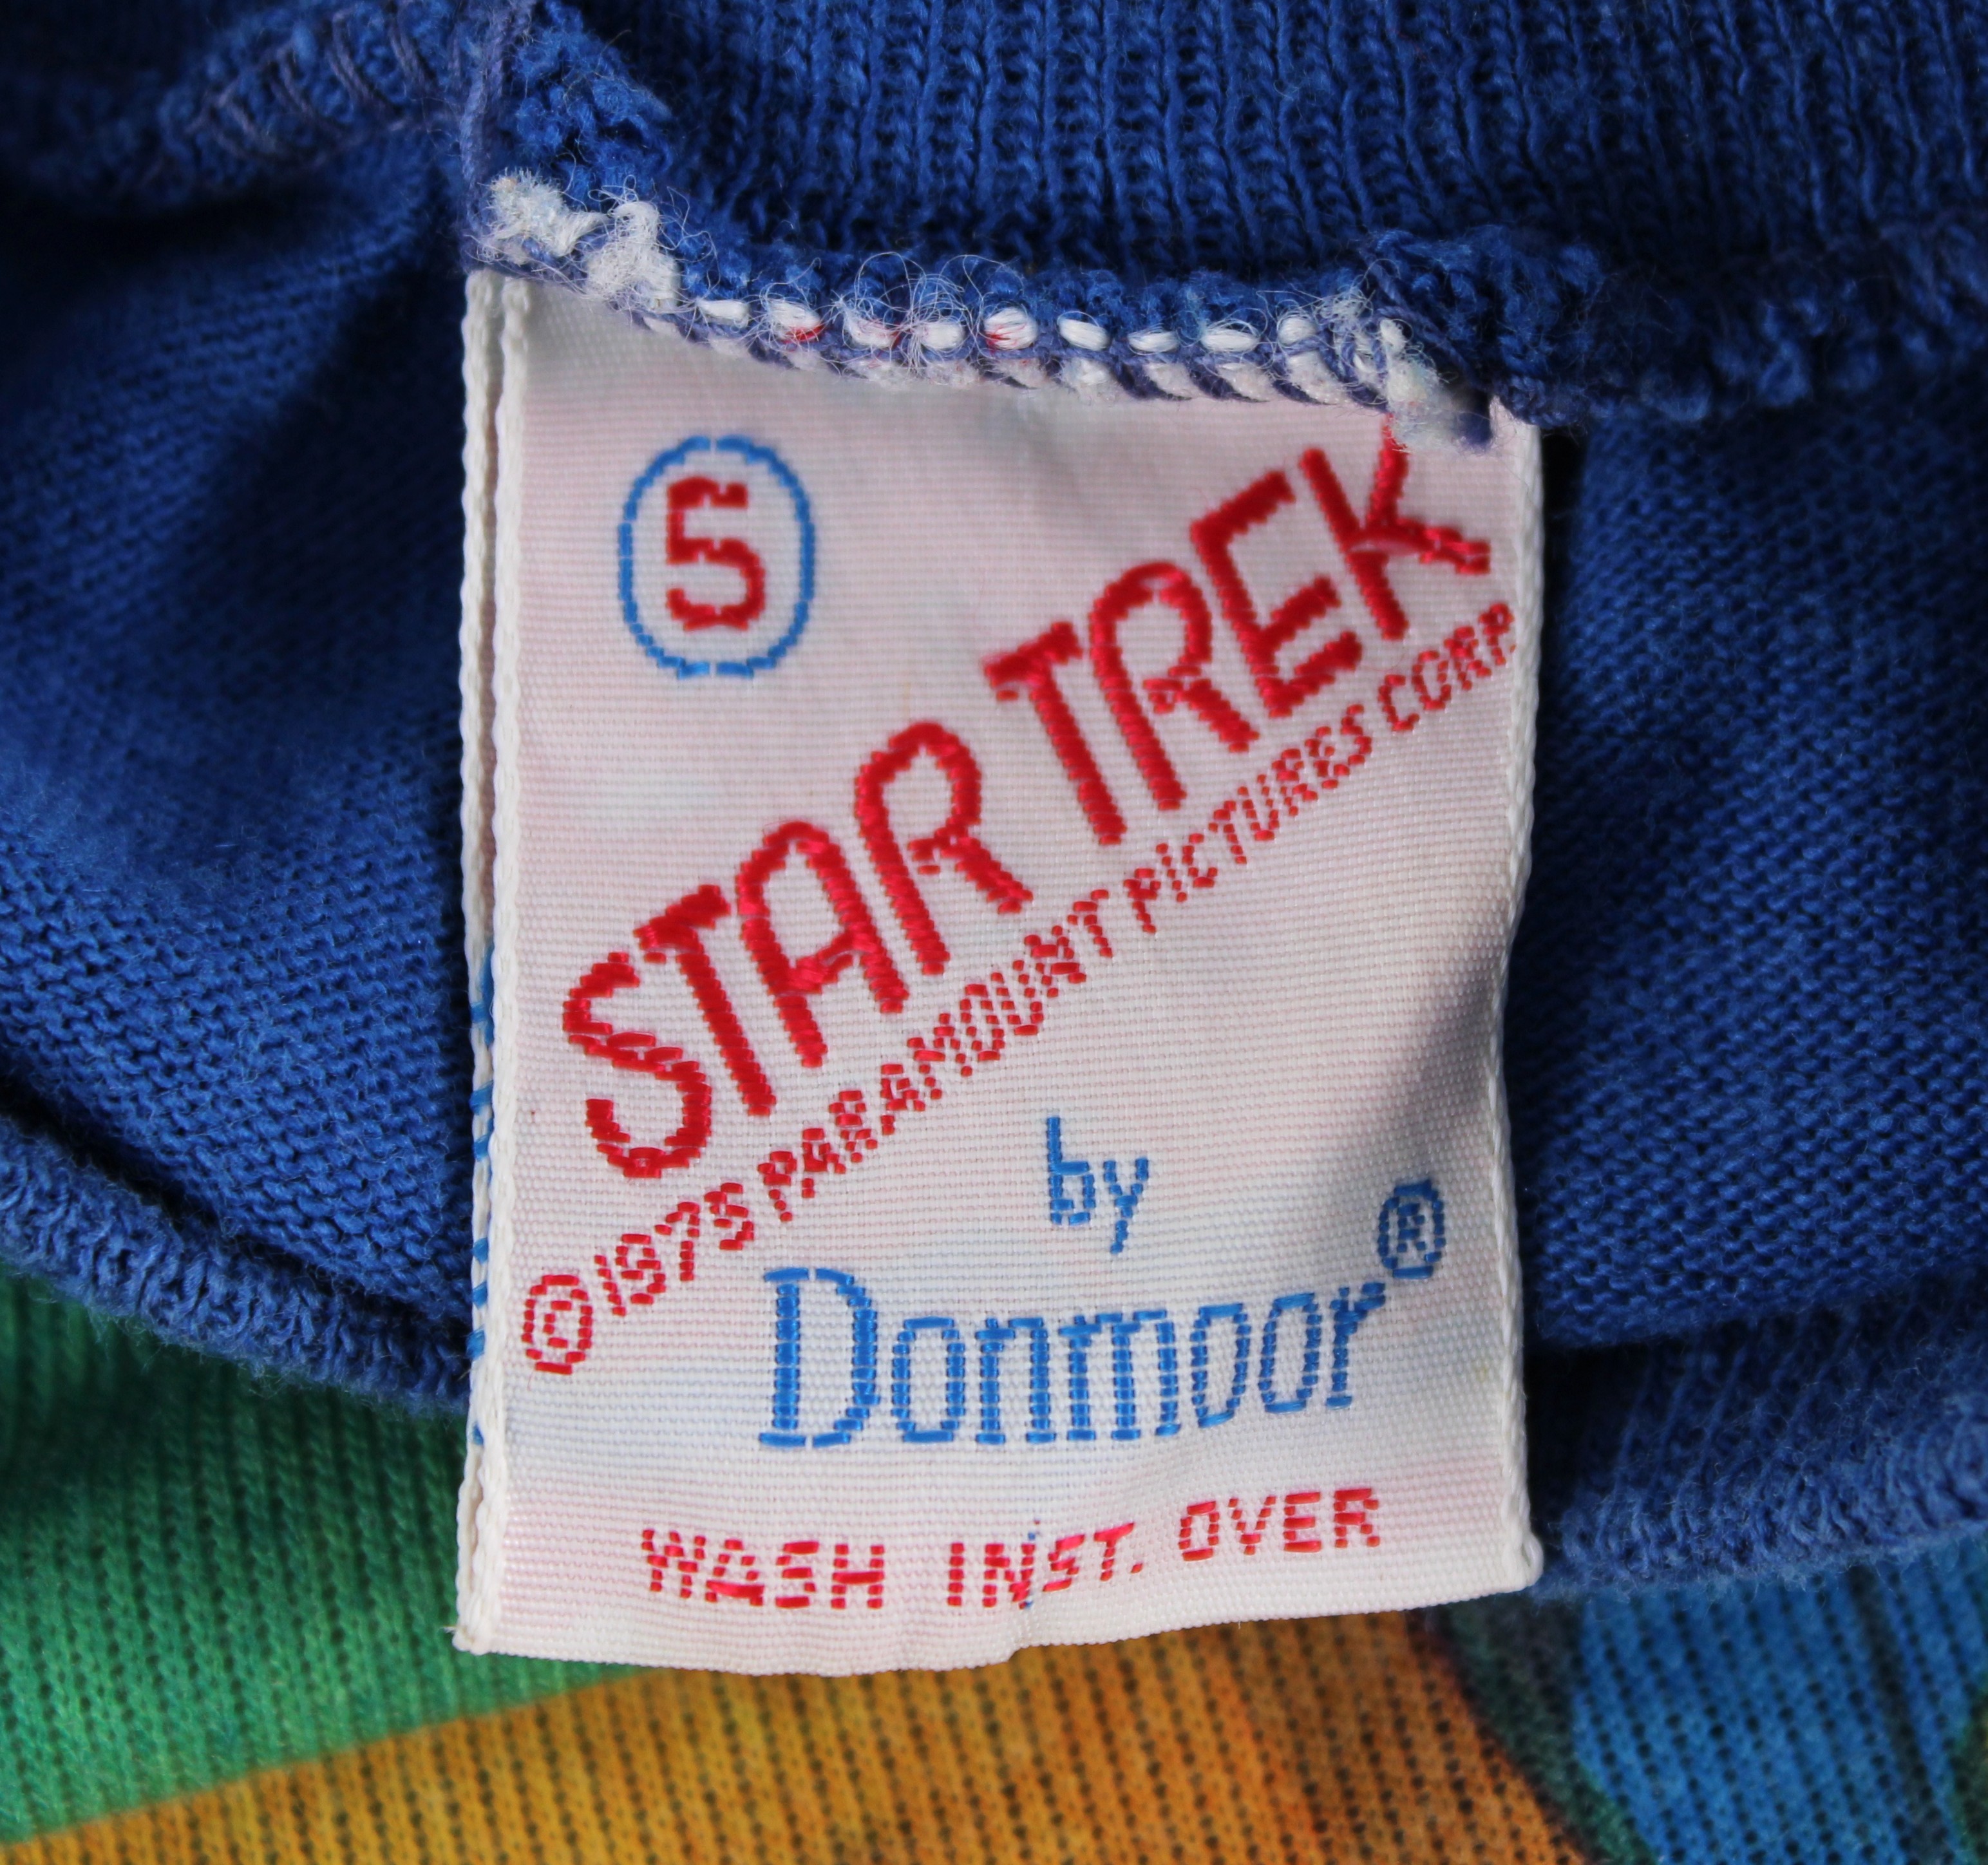 5
STAR TREK
©1975 PARAMOUNT PICTURES CORP.
by
Donmoor®
WASH INST. OVER